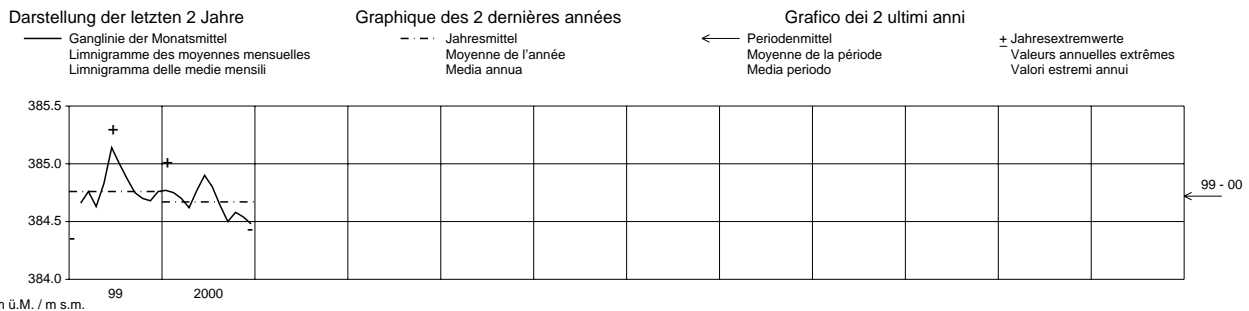 Darstellung der letzten 2 Jahre Graphique des 2 dernières années Grafico dei 2 ultimi anni
Ganglinie der Monatsmittel Jahresmittel Periodenmittel Jahresextremwerte
Limnigramme des moyennes mensuelles Moyenne de l'année Moyenne de la période Valeurs annuelles extrêmes
Limnigramma delle medie mensili Media annua Media periodo Valori estremi annui
385.5
385.0
99 - 00
384.5
384.0
99 2000
ü.M. / m s.m.